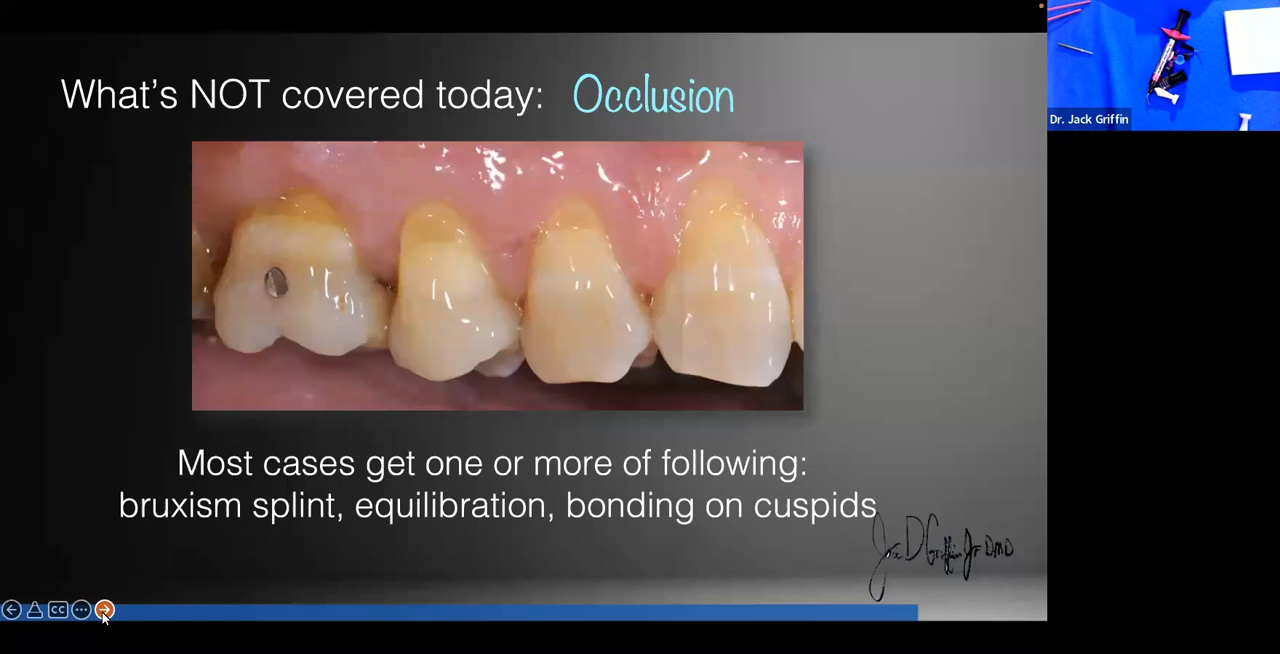 What's NOT covered today: Occlusion
Dr. Jack Griffin
Most cases get one or more of following:
bruxism splint, equilibration, bonding on cuspids
CC